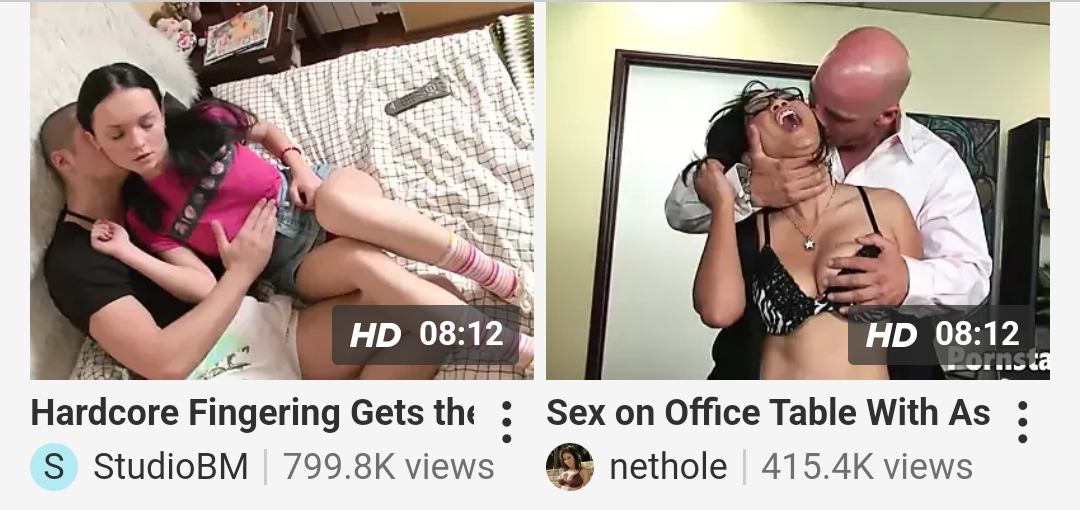 HD 08:12
HD 08:12
Pornsta
Hardcore Fingering Gets the
Sex on Office Table With As
S StudioBM | 799.8K views
nethole | 415.4K views